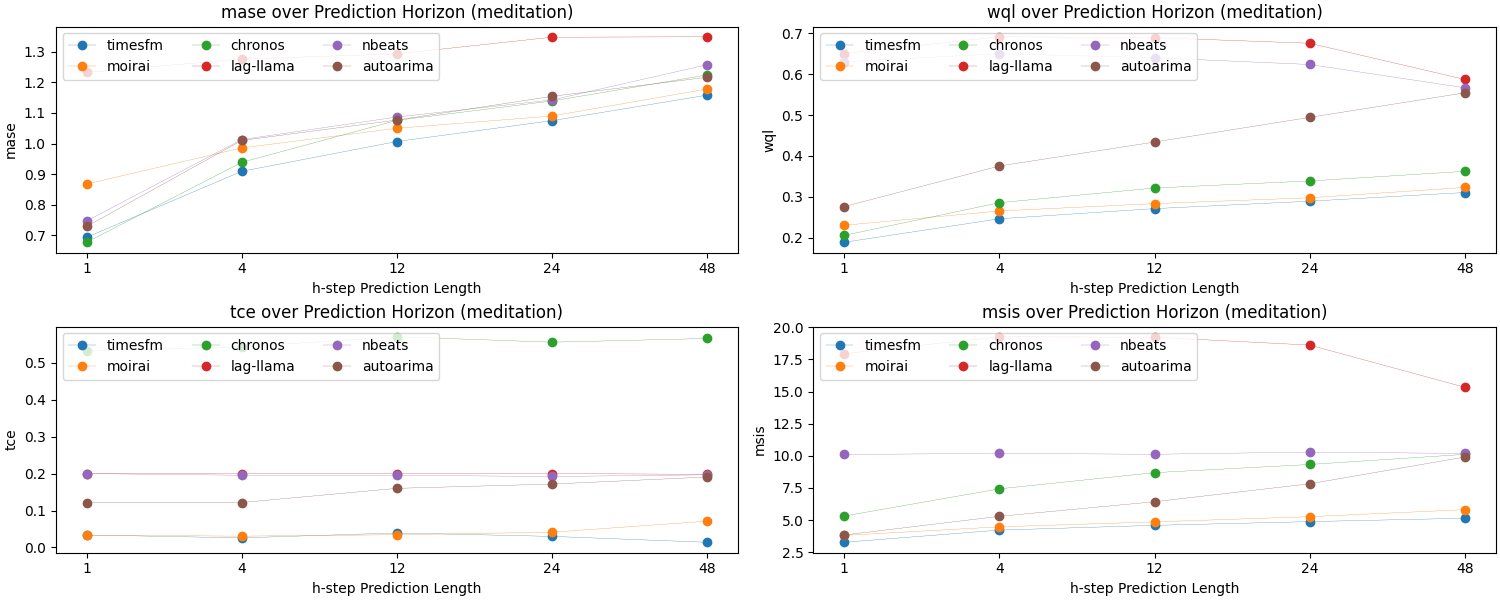 mase over Prediction Horizon (meditation)
timesfm chronos nbeats
moirai lag-llama autoarima
1.3
1.2
1.1
1.0
0.9
0.8
0.7
mase
1 4 12 24 48
h-step Prediction Length
wql over Prediction Horizon (meditation)
timesfm chronos nbeats
moirai lag-llama autoarima
0.7
0.6
0.5
0.4
0.3
0.2
wql
1 4 12 24 48
h-step Prediction Length
tce over Prediction Horizon (meditation)
timesfm chronos nbeats
moirai lag-llama autoarima
0.5
0.4
0.3
0.2
0.1
0.0
tce
1 4 12 24 48
h-step Prediction Length
msis over Prediction Horizon (meditation)
timesfm chronos nbeats
moirai lag-llama autoarima
20.0
17.5
15.0
12.5
10.0
7.5
5.0
2.5
msis
1 4 12 24 48
h-step Prediction Length